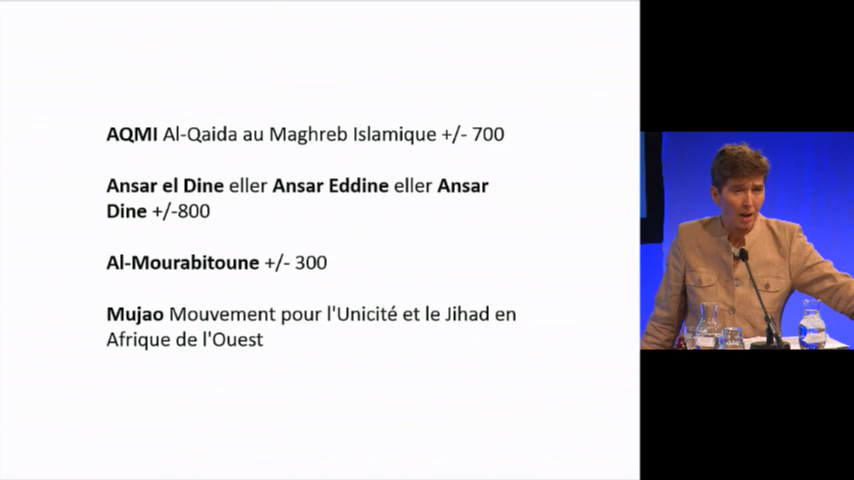 AQMI Al-Qaida au Maghreb Islamique +/- 700
Ansar el Dine eller Ansar Eddine eller Ansar
Dine +/-800
Al-Mourabitoune +/- 300
Mujao Mouvement pour l'Unicité et le Jihad en
Afrique de l'Ouest